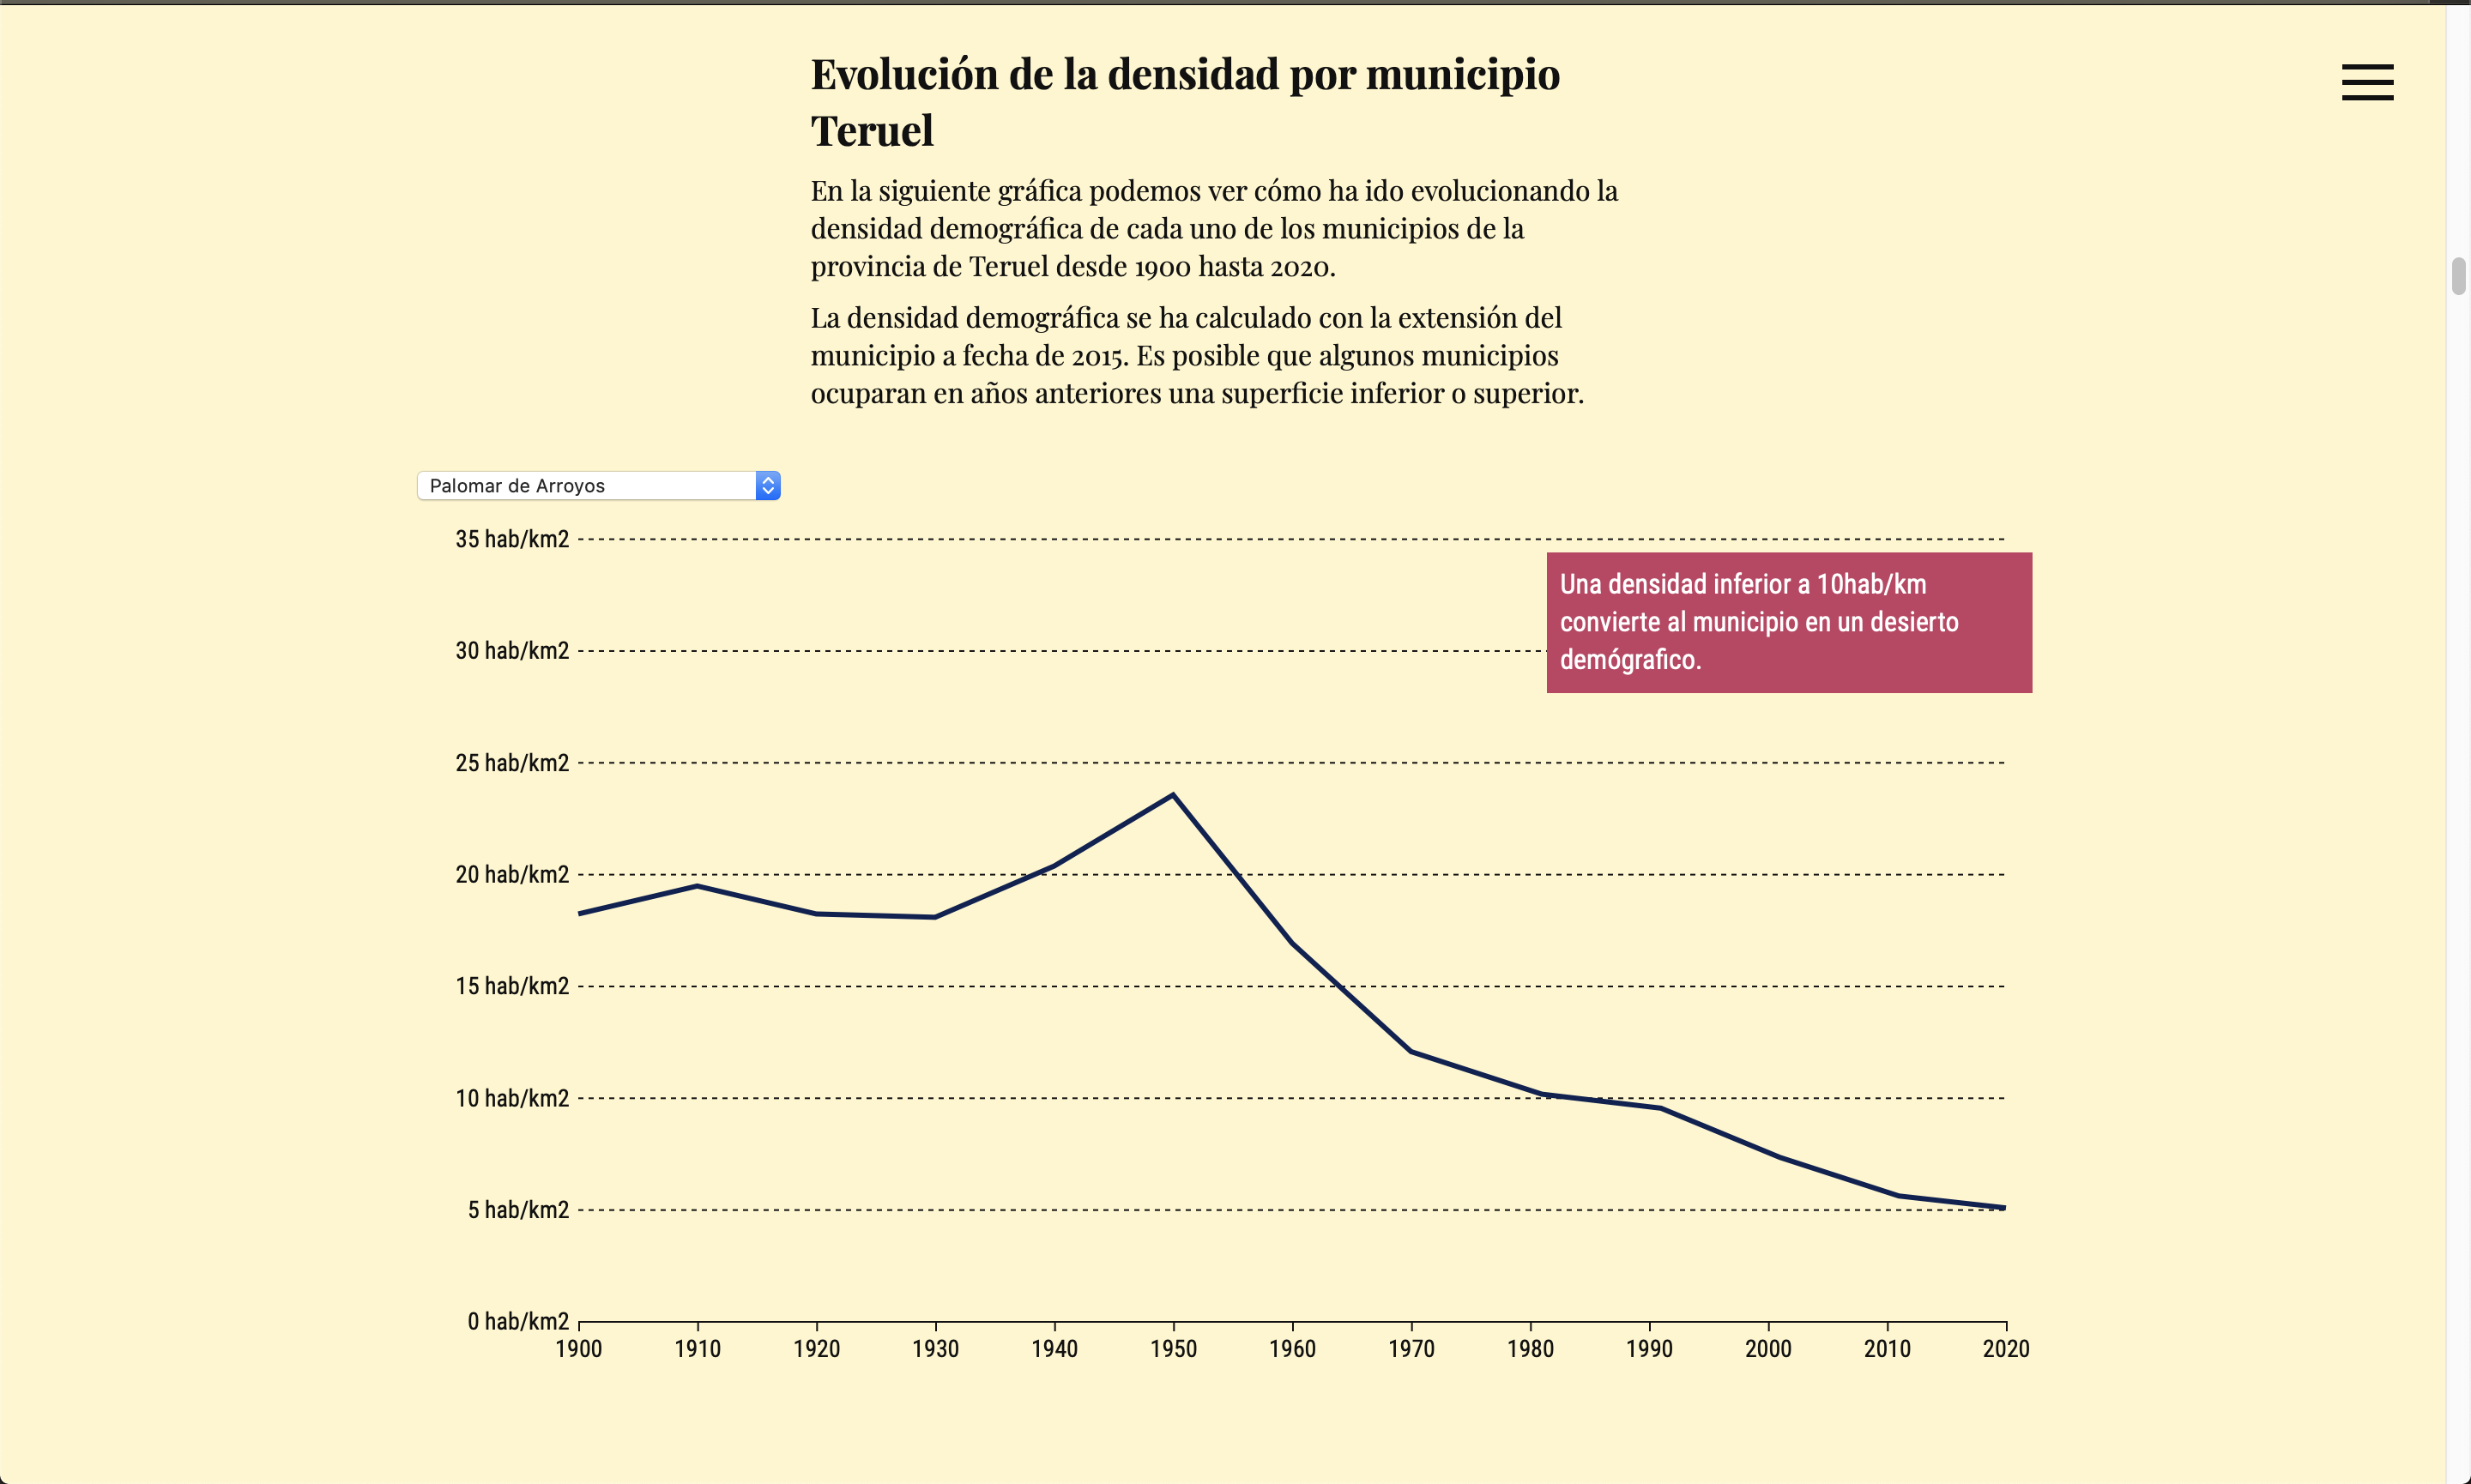 Evolución de la densidad por municipio
Teruel
En la siguiente gráfica podemos ver cómo ha ido evolucionando la
densidad demográfica de cada uno de los municipios de la
provincia de Teruel desde 1900 hasta 2020.
La densidad demográfica se ha calculado con la extensión del
municipio a fecha de 2015. Es posible que algunos municipios
ocuparan en años anteriores una superficie inferior o superior.
Palomar de Arroyos
35 hab/km2
Una densidad inferior a 10hab/km
convierte al municipio en un desierto
demógrafico.
30 hab/km2
25 hab/km2
20 hab/km2
15 hab/km2
10 hab/km2
5 hab/km2
0 hab/km2
1900 1910 1920 1930 1940 1950 1960 1970 1980 1990 2000 2010 2020